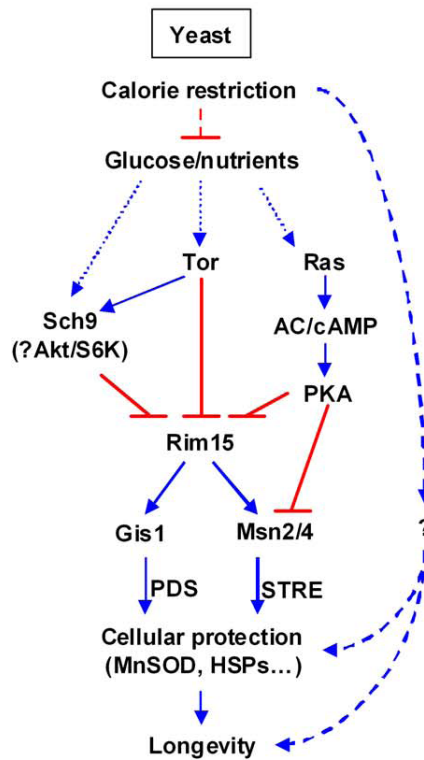 Yeast
Calorie restriction
Glucose/nutrients
Tor
Ras
Sch9
(?Akt/S6K)
AC/cAMP
PKA
Rim15
Gis1
Msn2/4
?
PDS
STRE
Cellular protection
(MnSOD, HSPs...)
Longevity